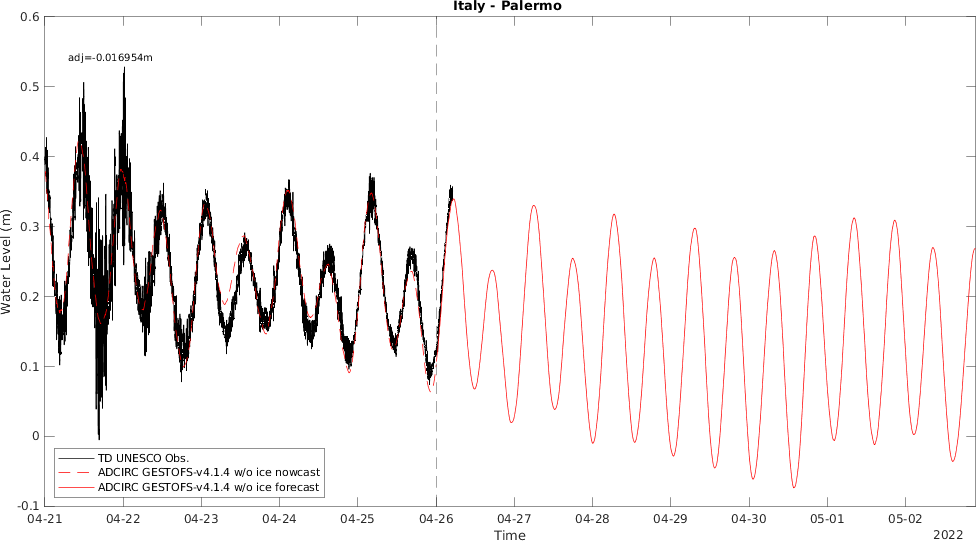 Italy - Palermo
adj=-0.016954m
0.6
0.5
0.4
0.3
0.2
0.1
0
-0.1
Water Level (m)
TD UNESCO Obs.
ADCIRC GESTOFS-v4.1.4 w/o ice nowcast
ADCIRC GESTOFS-v4.1.4 w/o ice forecast
04-21 04-22 04-23 04-24 04-25 04-26 04-27 04-28 04-29 04-30 05-01 05-02
Time
2022